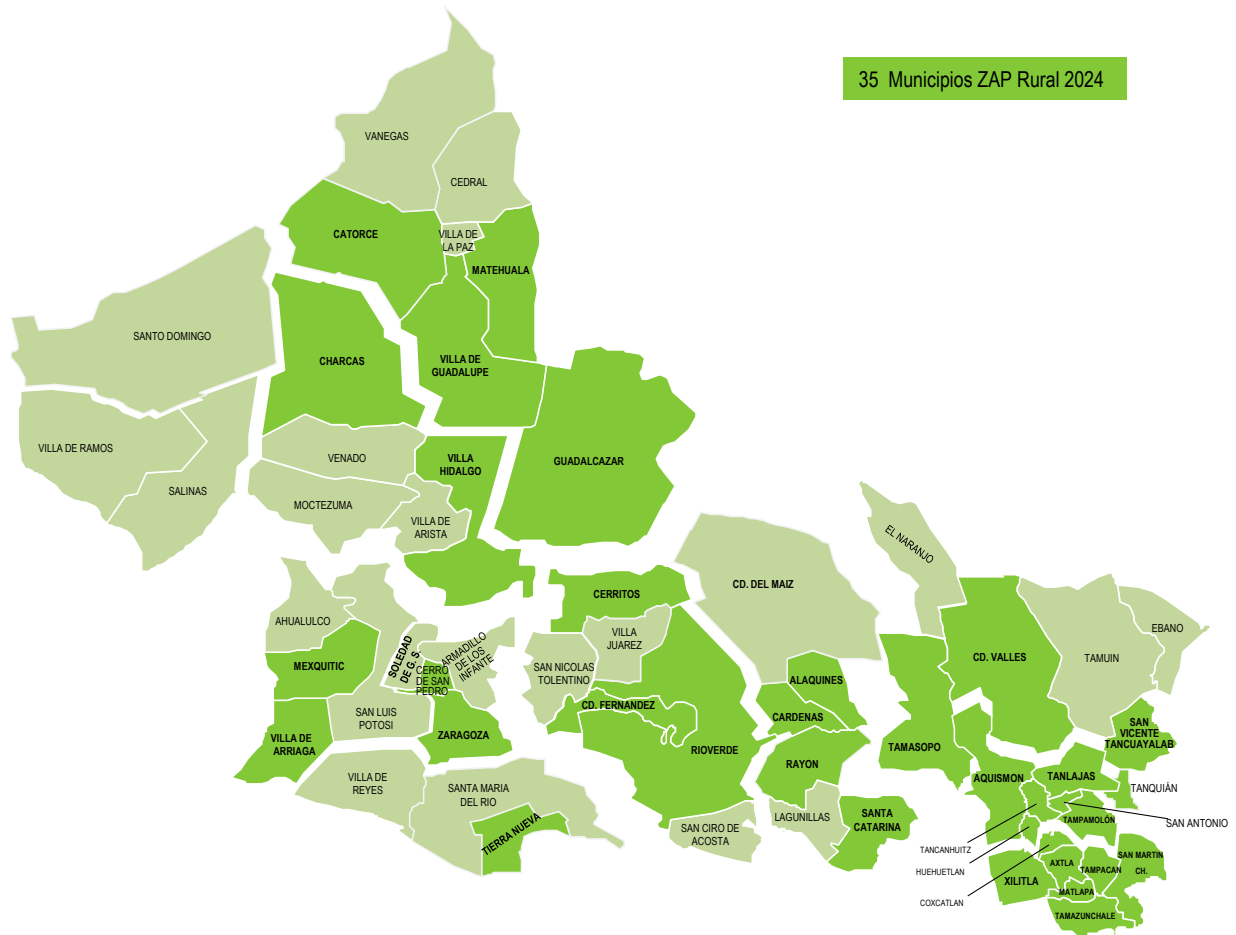 35 Municipios ZAP Rural 2024
VANEGAS
CEDRAL
CATORCE
VILLA DE
LA PAZ
MATEHUALA
SANTO DOMINGO
CHARCAS
VILLA DE
GUADALUPE
VILLA DE RAMOS
SALINAS
VENADO
VILLA
HIDALGO
GUADALCAZAR
MOCTEZUMA
VILLA DE
ARISTA
EL NARANJO
CD. DEL MAIZ
CERRITOS
AHUALULCO
SOLEDAD
DE G. S.
ARMADILLO
DE LOS
INFANTE
VILLA
JUAREZ
EBANO
MEXQUITIC
CERRO
DE SAN
PEDRO
SAN NICOLAS
TOLENTINO
ALAQUINES
CD. VALLES
TAMUIN
SAN LUIS
POTOSI
CD. FERNANDEZ
CARDENAS
SAN
VICENTE
TANCUAYALAB
VILLA DE
ARRIAGA
ZARAGOZA
RIOVERDE
TAMASOPO
RAYON
AQUISMON
TANLAJAS
VILLA DE
REYES
SANTA MARIA
DEL RIO
TANQUIÁN
TIERRA NUEVA
SAN CIRO DE
ACOSTA
LAGUNILLAS
SANTA
CATARINA
TAMPAMOLÓN
SAN ANTONIO
TANCANHUITZ
HUEHUETLAN
COXCATLAN
XILITLA
AXTLA
TAMPACAN
SAN MARTIN
CH.
MATLAPA
TAMAZUNCHALE